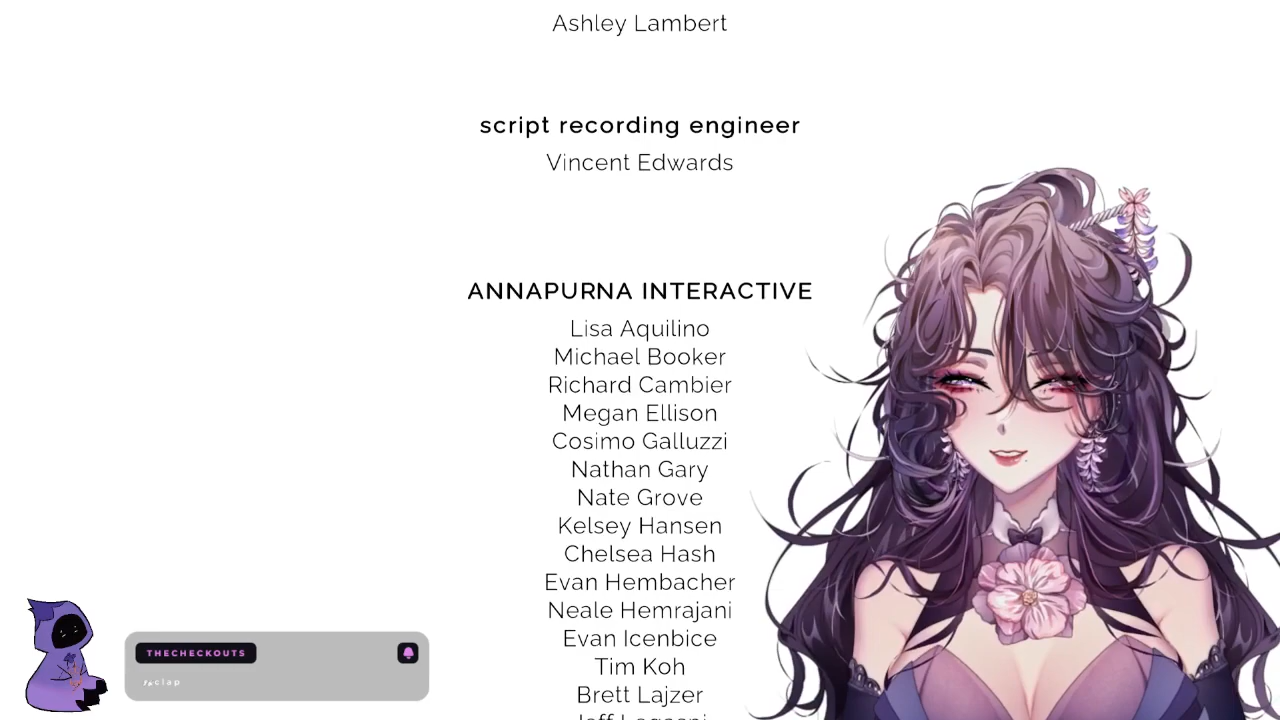 Ashley Lambert
script recording engineer
Vincent Edwards
ANNAPURNA INTERACTIVE
Lisa Aquilino
Michael Booker
Richard Cambier
Megan Ellison
Cosimo Galluzzi
Nathan Gary
Nate Grove
Kelsey Hansen
Chelsea Hash
Evan Hembacher
Neale Hemrajani
Evan Icenbice
Tim Koh
Brett Lajzer
THECHECKOUTS